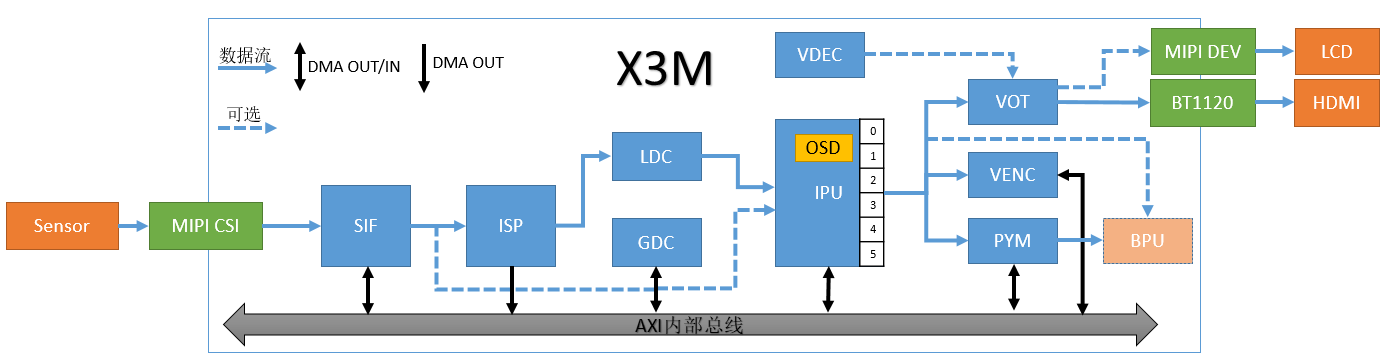 数据流
DMA OUT/IN
DMA OUT
可选
X3M
VDEC
MIPI DEV
LCD
VOT
BT1120
HDMI
OSD
IPU
0
1
2
3
4
5
LDC
VENC
Sensor
MIPI CSI
SIF
ISP
GDC
PYM
BPU
AXI内部总线